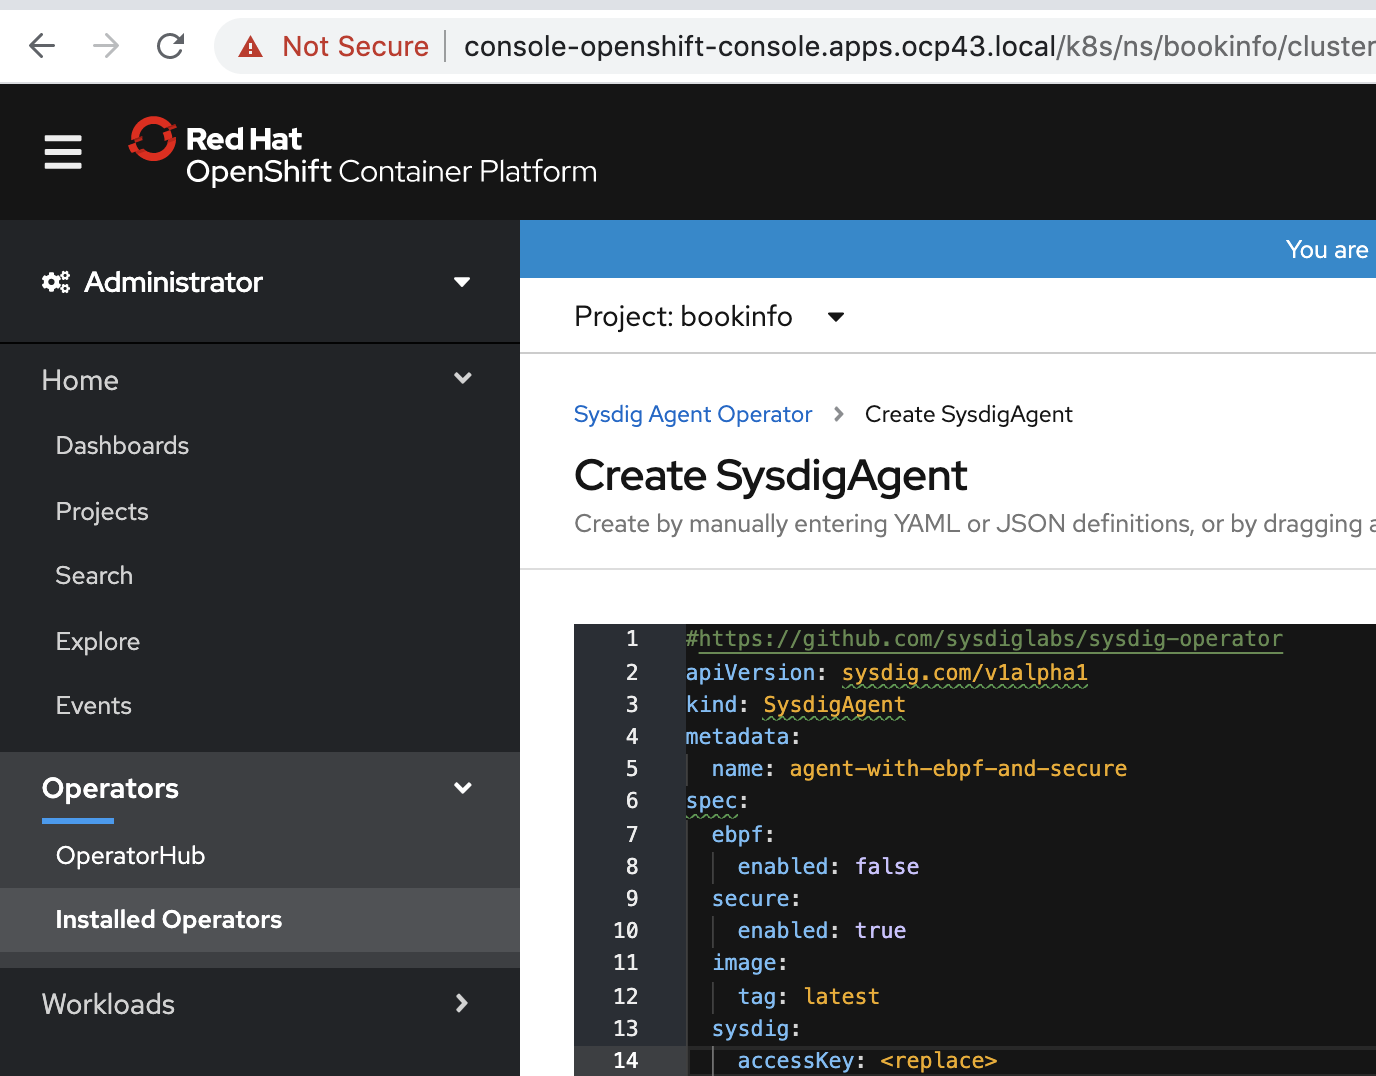 Not Secure
console-openshift-console.apps.ocp43.local/k8s/ns/bookinfo/cluster
Red Hat
OpenShift Container Platform
Administrator
You are
Project: bookinfo
Home
Dashboards
Projects
Search
Explore
Events
Operators
OperatorHub
Installed Operators
Workloads
Sysdig Agent Operator > Create SysdigAgent
Create SysdigAgent
Create by manually entering YAML or JSON definitions, or by dragging a
1 #https://github.com/sysdiglabs/sysdig-operator
2 apiVersion: sysdig.com/v1alpha1
3 kind: SysdigAgent
4 metadata:
5   name: agent-with-ebpf-and-secure
6 spec:
7   ebpf:
8     enabled: false
9   secure:
10     enabled: true
11   image:
12     tag: latest
13   sysdig:
14     accessKey: <replace>